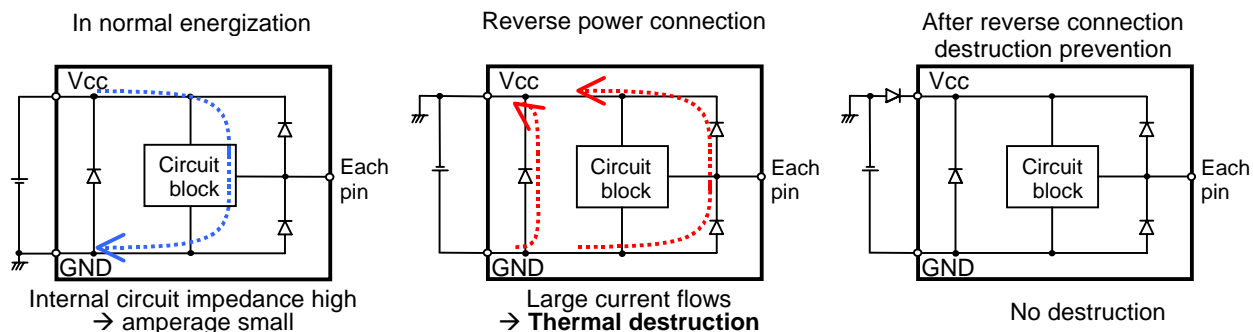 In normal energization
Vcc
Circuit
block
Each
pin
GND
Internal circuit impedance high
→ amperage small
Reverse power connection
Vcc
Circuit
block
Each
pin
GND
Large current flows
→ Thermal destruction
After reverse connection
destruction prevention
Vcc
Circuit
block
Each
pin
GND
No destruction